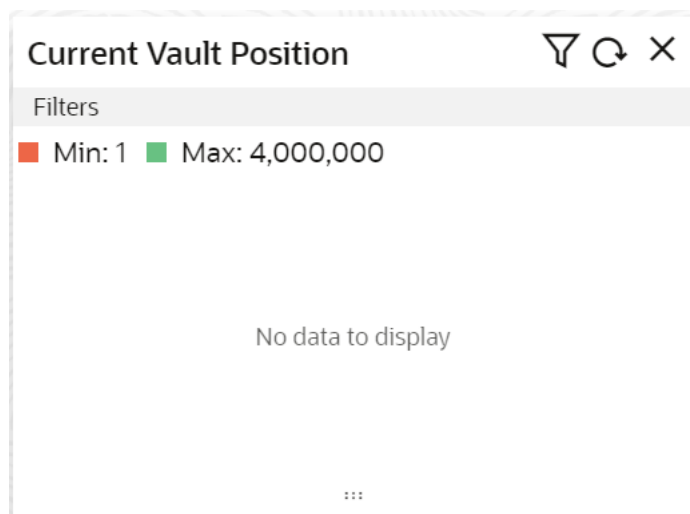 Current Vault Position
Filters
Min: 1 Max: 4,000,000
No data to display